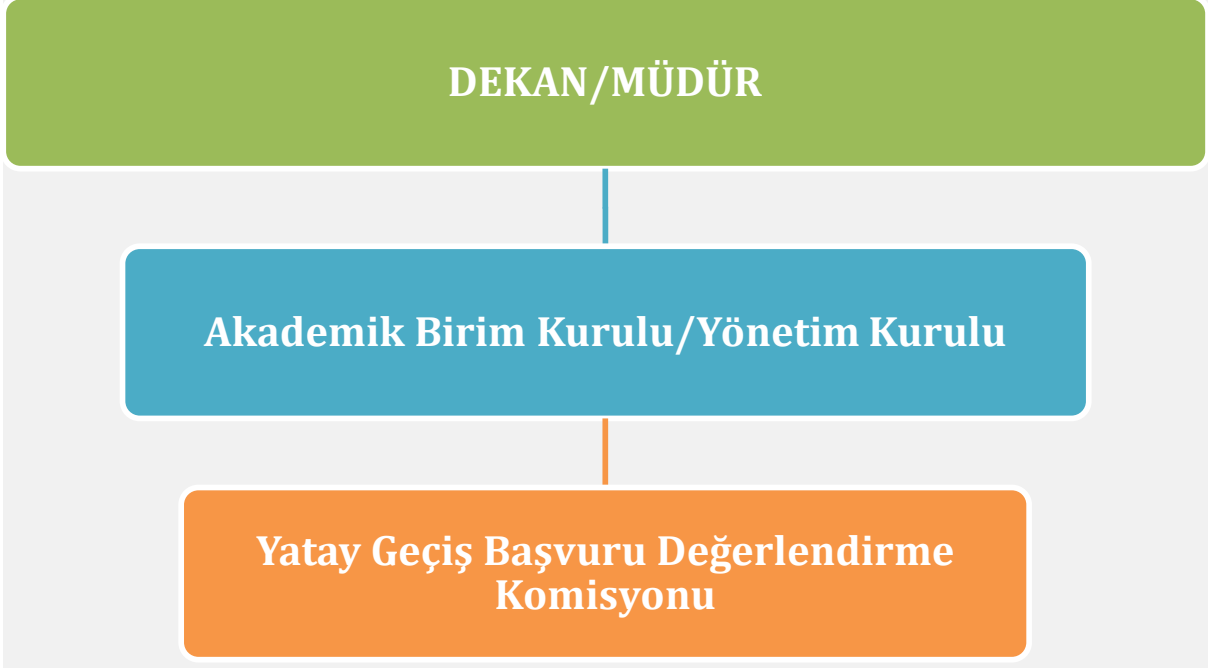 DEKAN/MÜDÜR
Akademik Birim Kurulu/Yönetim Kurulu
Yatay Geçiş Başvuru Değerlendirme
Komisyonu